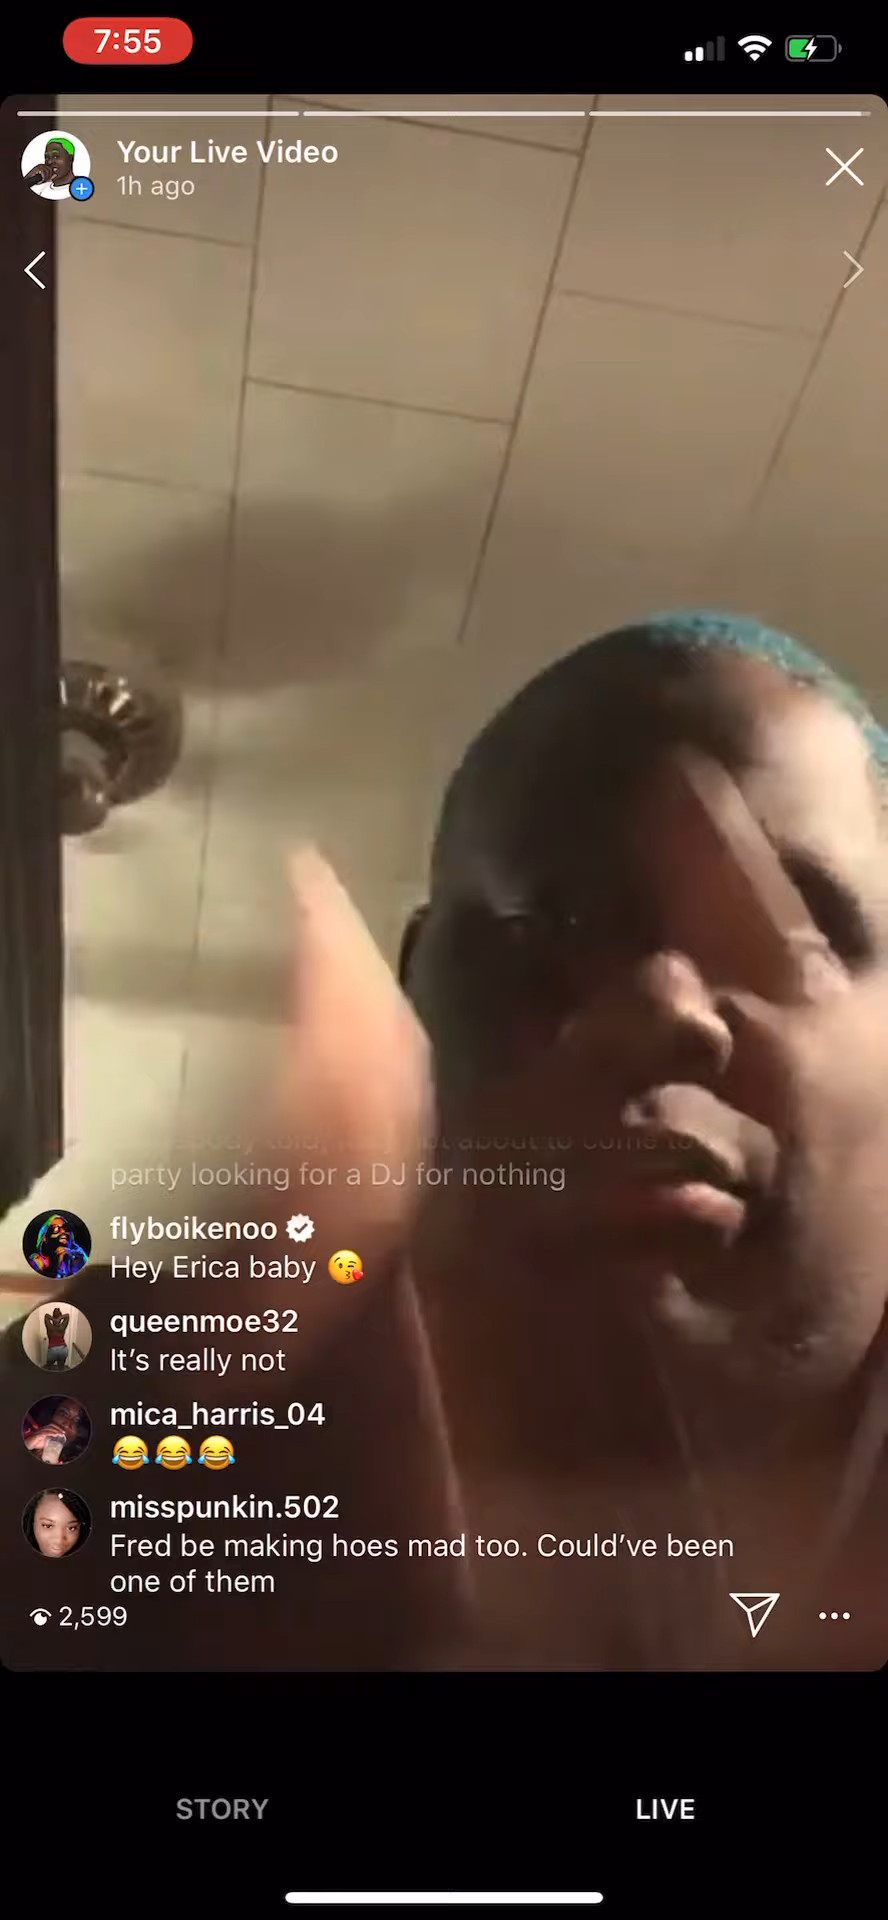 7:55
Your Live Video
1h ago
party looking for a DJ for nothing
flyboikenoo
Hey Erica baby 😘
queenmoe32
It’s really not
mica_harris_04
😂😂😂
misspunkin.502
Fred be making hoes mad too. Could’ve been
one of them
2,599
STORY
LIVE